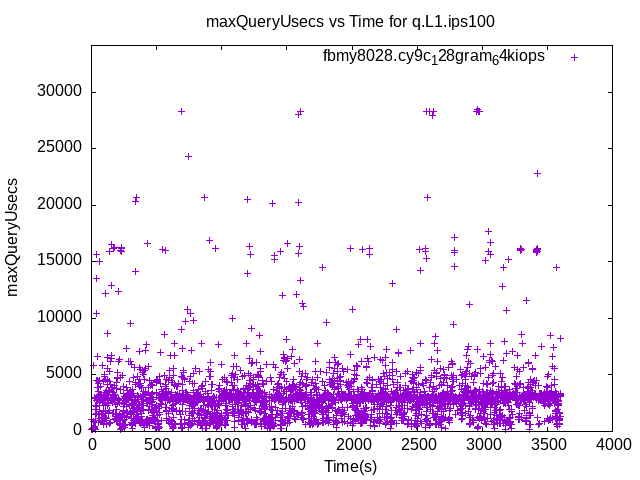 maxQueryUsecs vs Time for q.L1.ips100
fbmy8028.cy9c₁28gram₆4kiops
30000
25000
20000
15000
10000
5000
0
maxQueryUsecs
0 500 1000 1500 2000 2500 3000 3500 4000
Time(s)